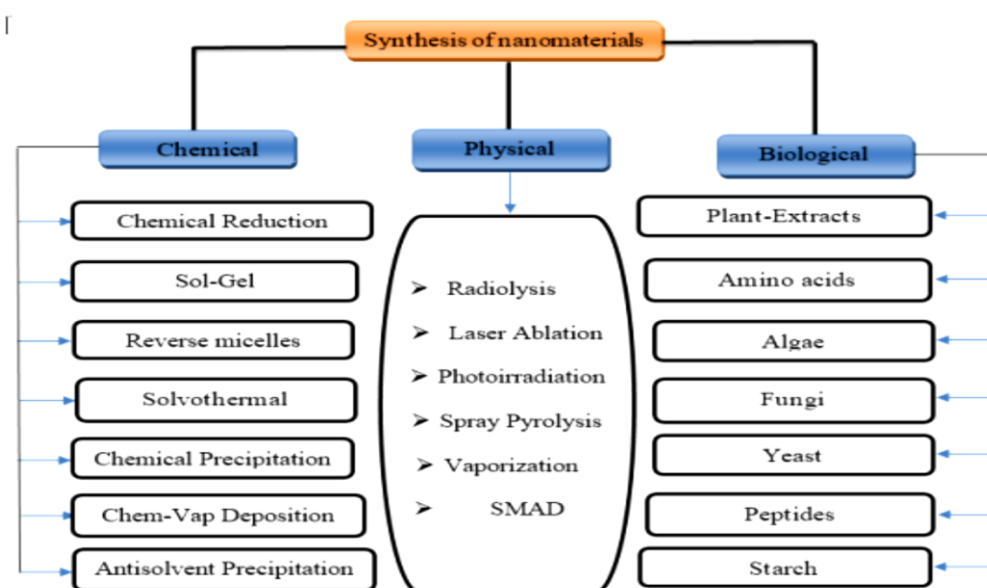 Synthesis of nanomaterials
Chemical
Physical
Biological
Chemical Reduction
Sol-Gel
Reverse micelles
Solvothermal
Chemical Precipitation
Chem-Vap Deposition
Antisolvent Precipitation
Radiolysis
Laser Ablation
Photoirradiation
Spray Pyrolysis
Vaporization
SMAD
Plant-Extracts
Amino acids
Algae
Fungi
Yeast
Peptides
Starch